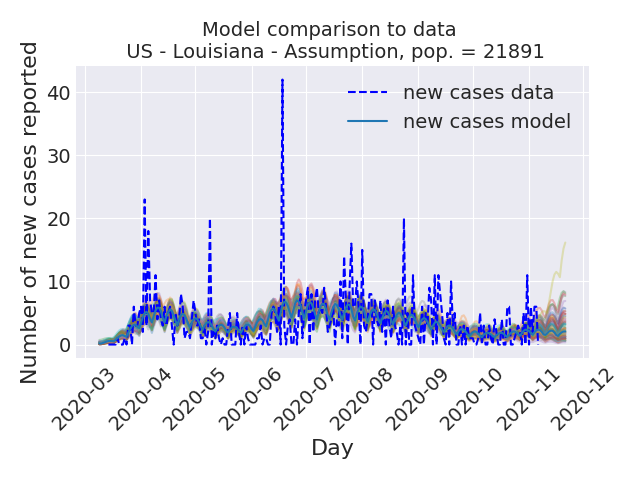 Model comparison to data
US - Louisiana - Assumption, pop. = 21891
Number of new cases reported
40
30
20
10
0
new cases data
new cases model
2020-03
2020-04
2020-05
2020-06
2020-07
2020-08
2020-09
2020-10
2020-11
2020-12
Day